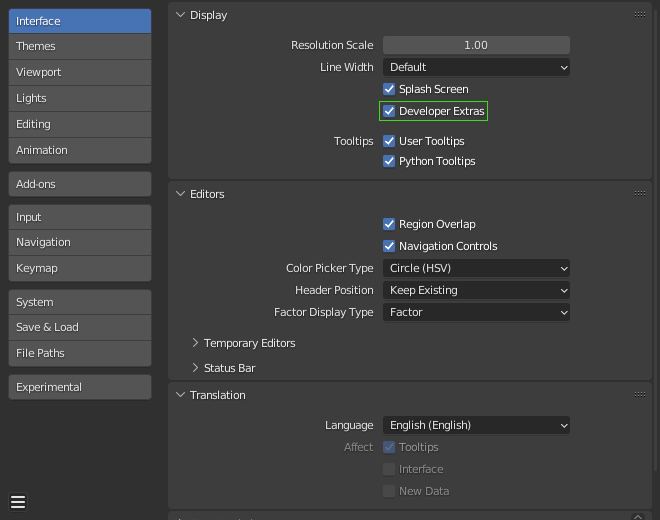 Interface
Themes
Viewport
Lights
Editing
Animation
Add-ons
Input
Navigation
Keymap
System
Save & Load
File Paths
Experimental
Display
Resolution Scale 1.00
Line Width Default
Splash Screen
Developer Extras
Tooltips User Tooltips
Python Tooltips
Editors
Region Overlap
Navigation Controls
Color Picker Type Circle (HSV)
Header Position Keep Existing
Factor Display Type Factor
Temporary Editors
Status Bar
Translation
Language English (English)
Affect Tooltips
Interface
New Data